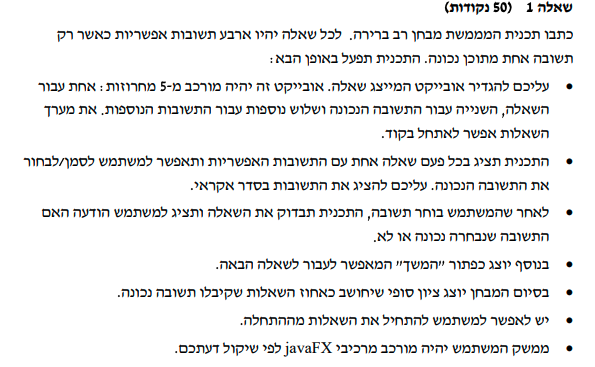 שאלה 1 (50 נקודות)
כתבו תכנית המממשת מבחן רב ברירה. לכל שאלה יהיו ארבע תשובות אפשריות כאשר רק
תשובה אחת מתוכן נכונה. התכנית תפעל באופן הבא:
• עליכם להגדיר אובייקט המייצג שאלה. אובייקט זה יהיה מורכב מ-5 מחרוזות: אחת עבור
השאלה, השנייה עבור התשובה הנכונה ושלוש נוספות עבור התשובות הנוספות. את מערך
השאלות אפשר לאתחל בקוד.
• התכנית תציג בכל פעם שאלה אחת עם התשובות האפשריות ותאפשר למשתמש לסמן/לבחור
את התשובה הנכונה. עליכם להציג את התשובות בסדר אקראי.
• לאחר שהמשתמש בוחר תשובה, התכנית תבדוק את השאלה ותציג למשתמש הודעה האם
התשובה שנבחרה נכונה או לא.
• בנוסף יוצג כפתור "המשך" המאפשר לעבור לשאלה הבאה.
• בסיום המבחן יוצג ציון סופי שיחושב כאחוז השאלות שקיבלו תשובה נכונה.
• יש לאפשר למשתמש להתחיל את השאלות מההתחלה.
• ממשק המשתמש יהיה מורכב מרכיבי javaFX לפי שיקול דעתכם.